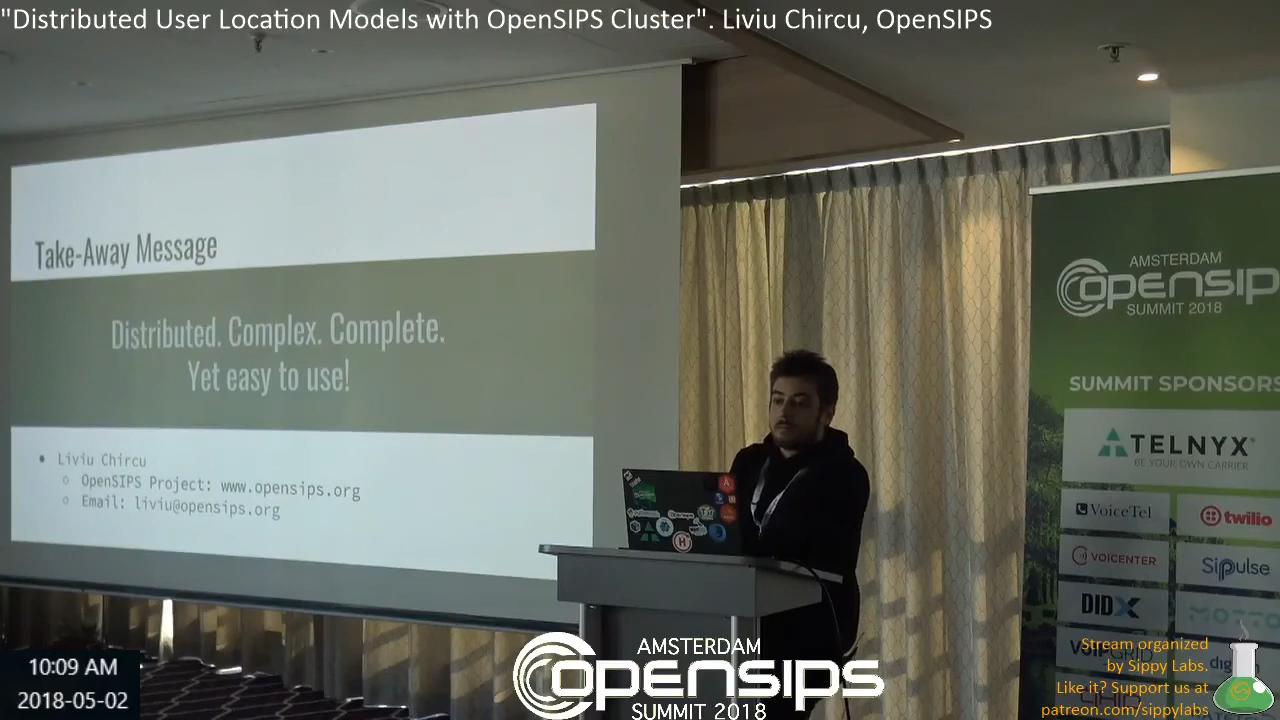 "Distributed User Location Models with OpenSIPS Cluster". Liviu Chircu, OpenSIPS
Take-Away Message
Distributed. Complex. Complete.
Yet easy to use!
Liviu Chircu
OpenSIPS Project: www.opensips.org
Email: liviu@opensips.org
AMSTERDAM
OPENSIP
SUMMIT 2018
SUMMIT SPONSORS
TELNYX
BE YOUR OWN CARRIER
VoiceTel
twilio
VOICENTER
SiPulse
DIDX
VOIPGRID
10:09 AM
2018-05-02
AMSTERDAM
OPENSIPS
SUMMIT 2018
Stream organized
by Sippy Labs.
Like it? Support us at
patreon.com/sippylabs